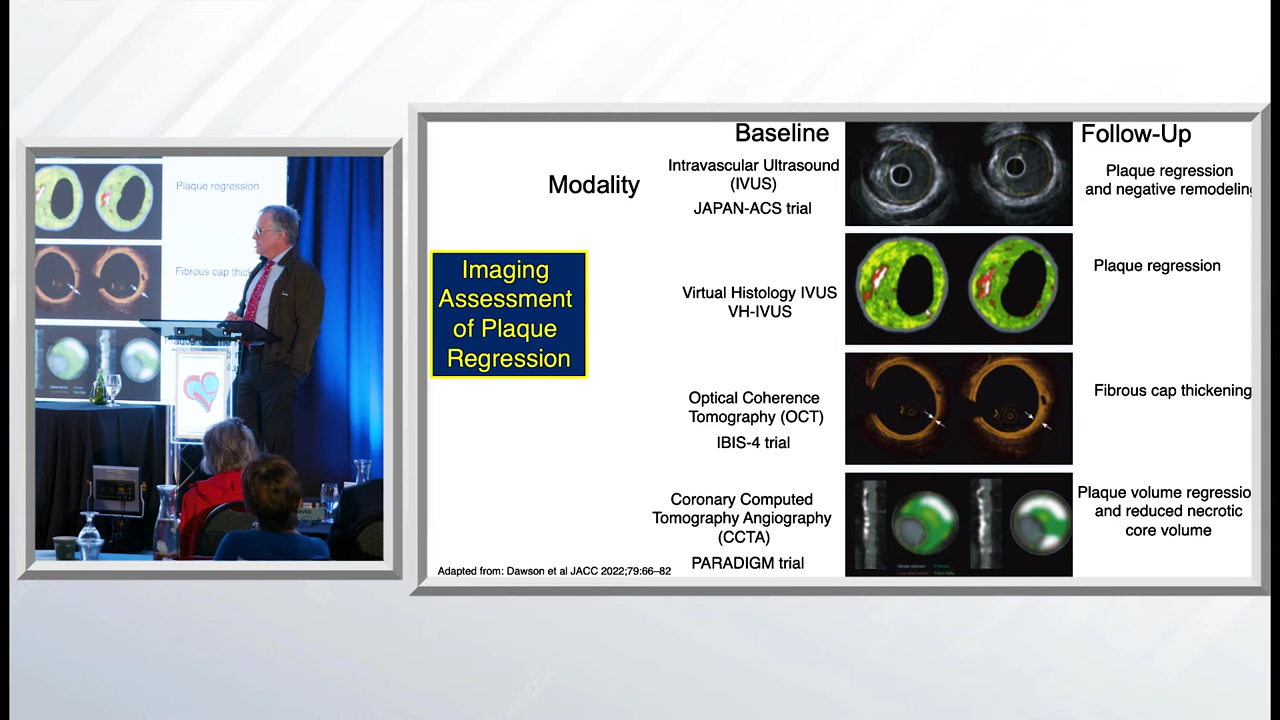 Baseline
Follow-Up
Modality
Intravascular Ultrasound
(IVUS)
JAPAN-ACS trial
Plaque regression
and negative remodeling
Imaging
Assessment
of Plaque
Regression
Virtual Histology IVUS
VH-IVUS
Plaque regression
Optical Coherence
Tomography (OCT)
IBIS-4 trial
Fibrous cap thickening
Coronary Computed
Tomography Angiography
(CCTA)
PARADIGM trial
Plaque volume regressio
and reduced necrotic
core volume
Adapted from: Dawson et al JACC 2022;79:66–82
Plaque regression
Fibrous cap thick